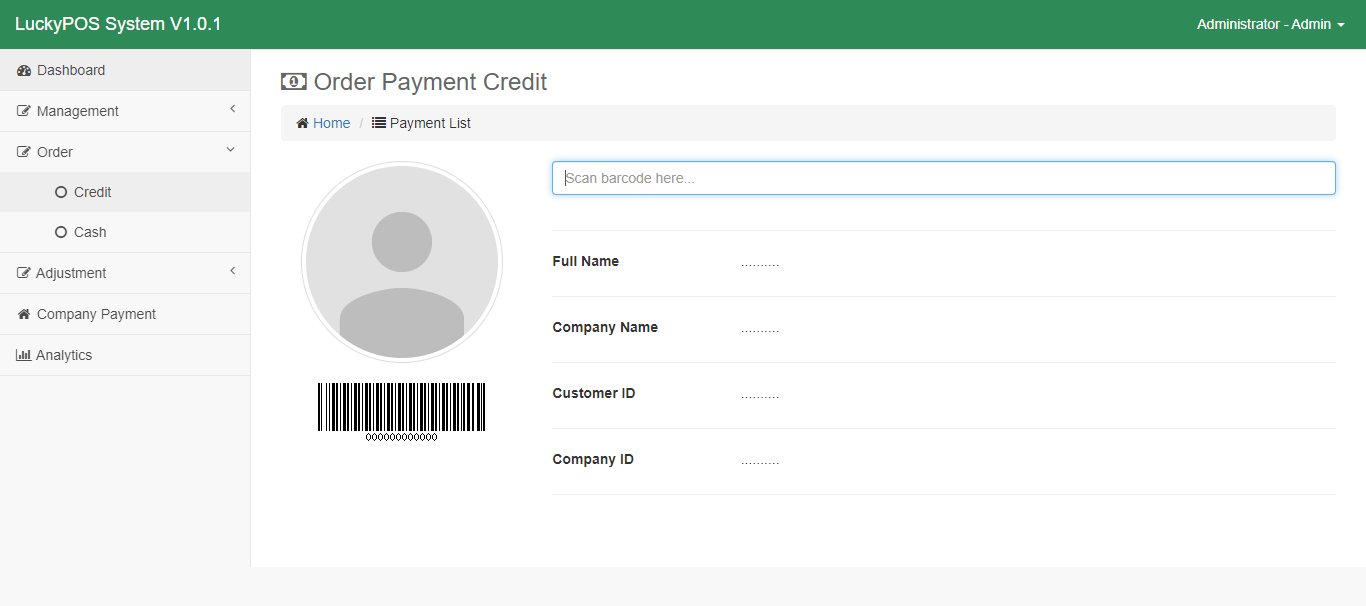 LuckyPOS System V1.0.1
Administrator - Admin
Dashboard
Management
Order
Credit
Cash
Adjustment
Company Payment
Analytics
Order Payment Credit
Home / Payment List
Scan barcode here...
000000000000
Full Name ..........
Company Name ..........
Customer ID ..........
Company ID ..........